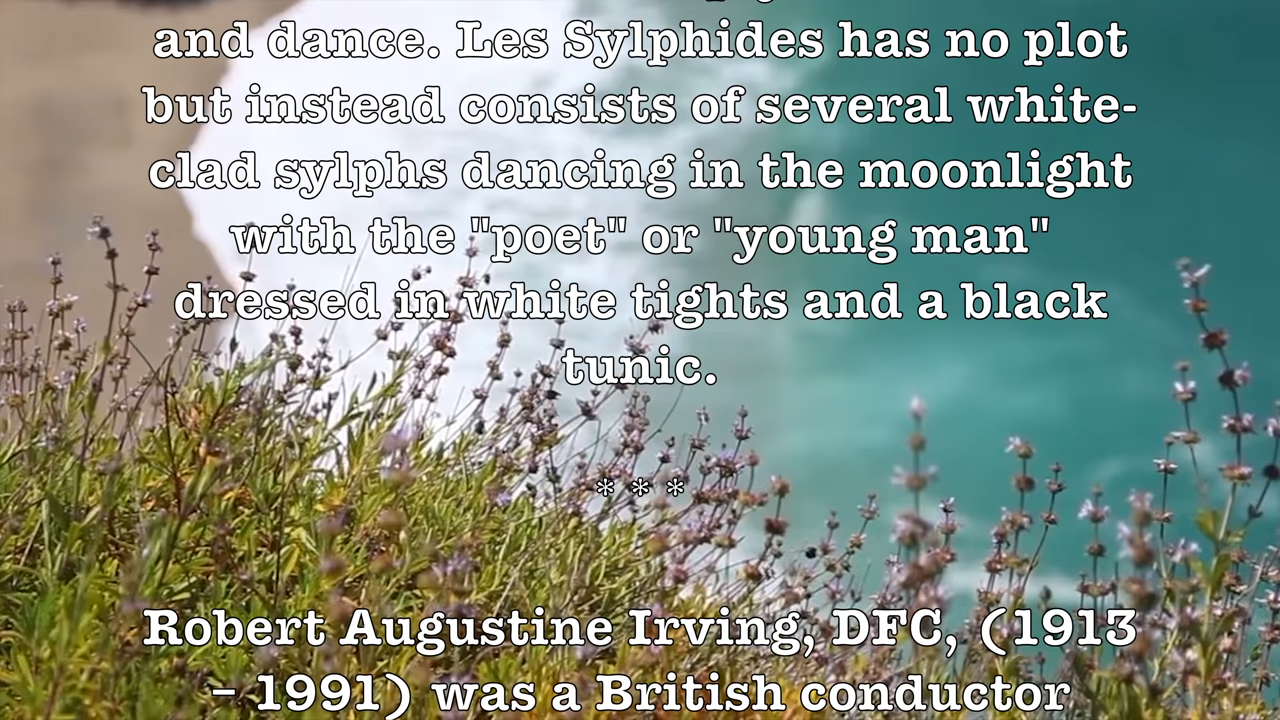 and dance. Les Sylphides has no plot
but instead consists of several white-
clad sylphs dancing in the moonlight
with the "poet" or "young man"
dressed in white tights and a black
tunic.
* * *
Robert Augustine Irving, DFC, (1913
– 1991) was a British conductor